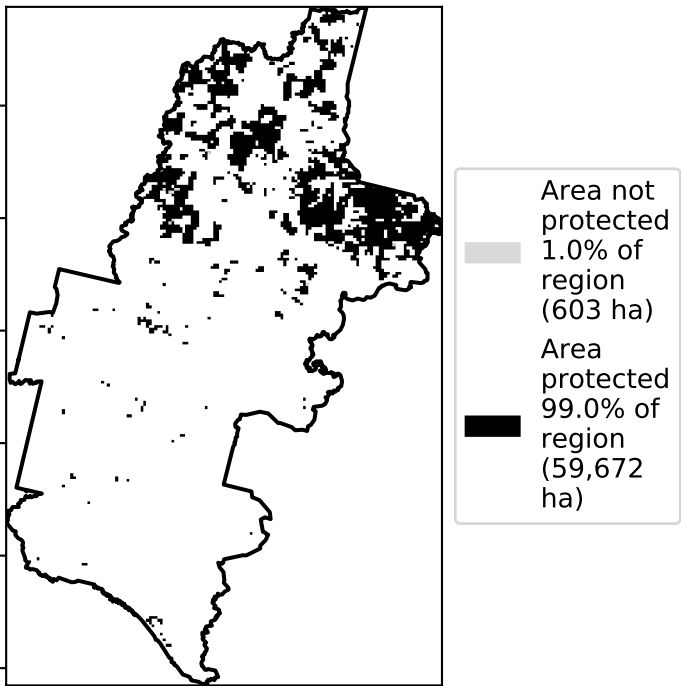 Area not
protected
1.0% of
region
(603 ha)
Area
protected
99.0% of
region
(59,672
ha)